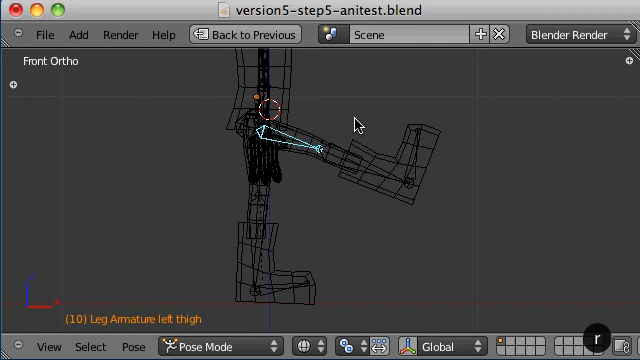 version5-step5-anitest.blend
File Add Render Help Back to Previous Scene Blender Render
Front Ortho
z
x
(10) Leg Armature left thigh
r
View Select Pose Pose Mode Global